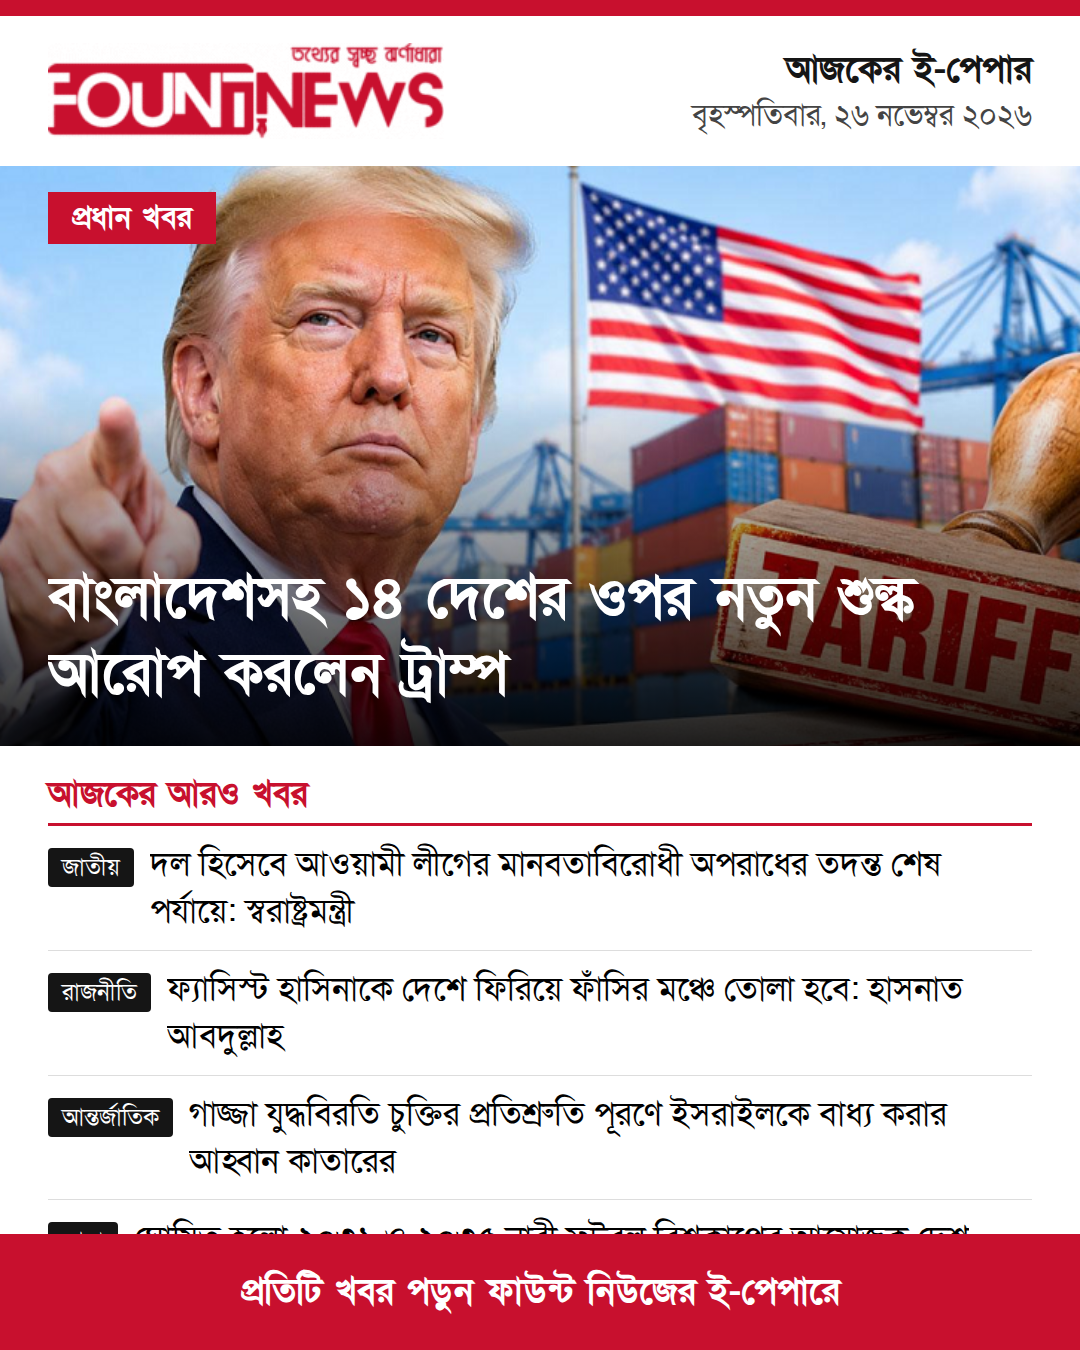 তথ্যের স্বচ্ছ ঝর্ণাধারা
FOUNTNEWS
আজকের ই-পেপার
বৃহস্পতিবার, ২৬ নভেম্বর ২০২৬
প্রধান খবর
TARIFF
বাংলাদেশসহ ১৪ দেশের ওপর নতুন শুল্ক
আরোপ করলেন ট্রাম্প
আজকের আরও খবর
জাতীয় দল হিসেবে আওয়ামী লীগের মানবতাবিরোধী অপরাধের তদন্ত শেষ
পর্যায়ে: স্বরাষ্ট্রমন্ত্রী
রাজনীতি ফ্যাসিস্ট হাসিনাকে দেশে ফিরিয়ে ফাঁসির মঞ্চে তোলা হবে: হাসনাত
আবদুল্লাহ
আন্তর্জাতিক গাজ্জা যুদ্ধবিরতি চুক্তির প্রতিশ্রুতি পূরণে ইসরাইলকে বাধ্য করার
আহ্বান কাতারের
প্রতিটি খবর পড়ুন ফাউন্ট নিউজের ই-পেপারে